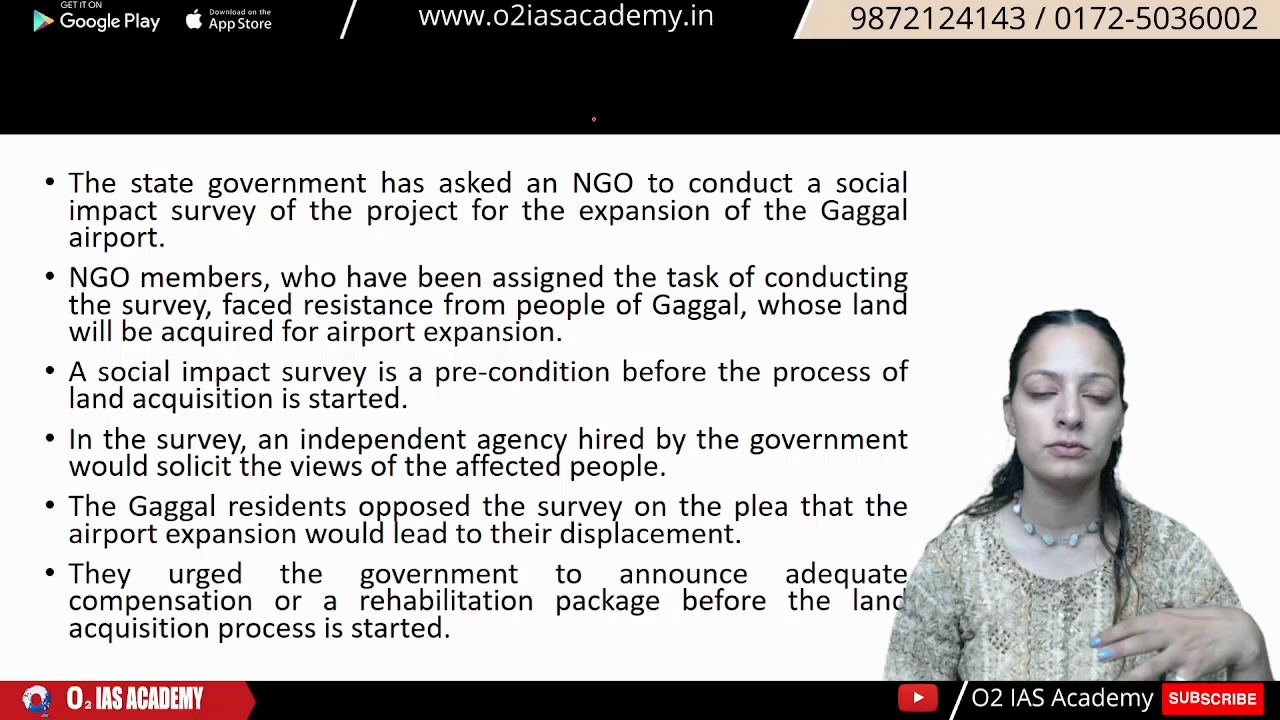 GET IT ON
Google Play
Download on the
App Store
www.o2iasacademy.in
9872124143 / 0172-5036002
• The state government has asked an NGO to conduct a social
impact survey of the project for the expansion of the Gaggal
airport.
• NGO members, who have been assigned the task of conducting
the survey, faced resistance from people of Gaggal, whose land
will be acquired for airport expansion.
• A social impact survey is a pre-condition before the process of
land acquisition is started.
• In the survey, an independent agency hired by the government
would solicit the views of the affected people.
• The Gaggal residents opposed the survey on the plea that the
airport expansion would lead to their displacement.
• They urged the government to announce adequate
compensation or a rehabilitation package before the land
acquisition process is started.
O₂ IAS ACADEMY
O2 IAS Academy
SUBSCRIBE